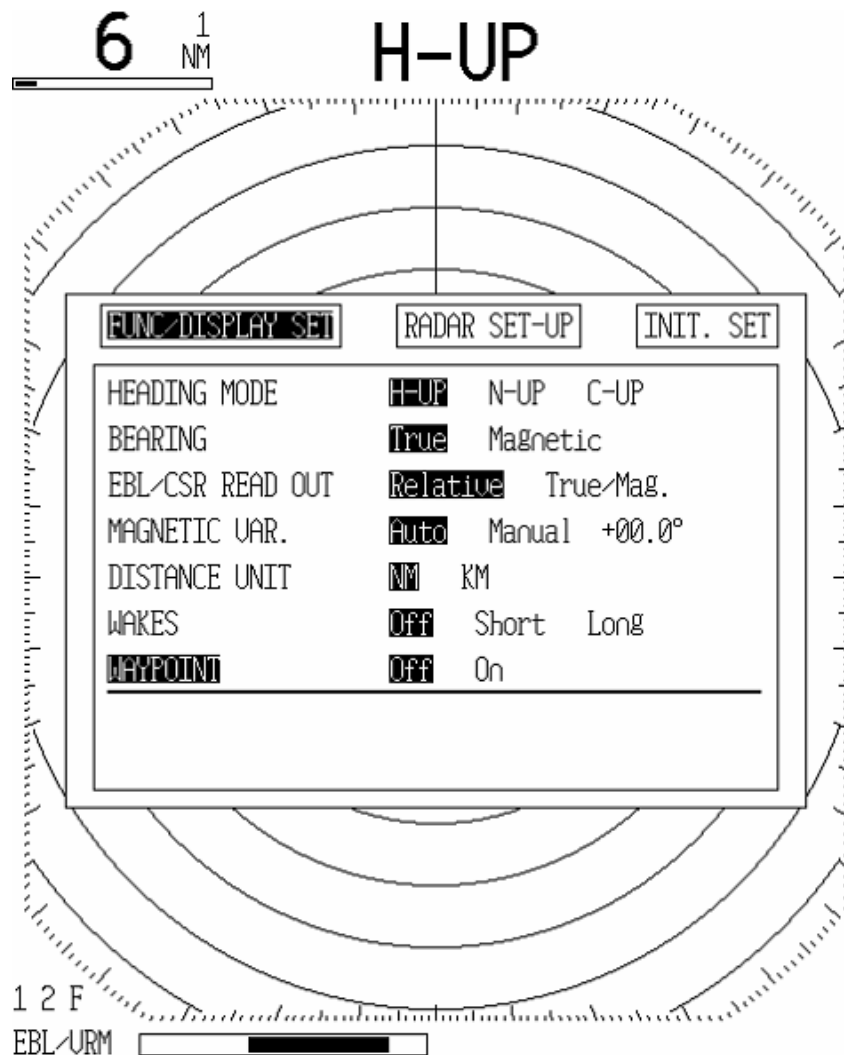 6 1 NM H-UP
FUNC/DISPLAY SET RADAR SET-UP INIT. SET
HEADING MODE H-UP N-UP C-UP
BEARING True Magnetic
EBL/CSR READ OUT Relative True/Mag.
MAGNETIC VAR. Auto Manual +00.0°
DISTANCE UNIT NM KM
WAKES Off Short Long
WAYPOINT Off On
1 2 F
EBL/VRM